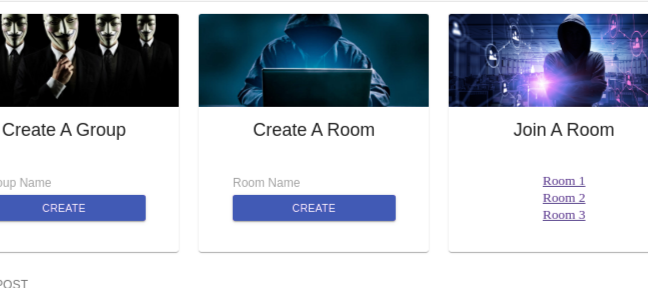 Create A Group
Create A Room
Join A Room
oup Name
CREATE
Room Name
CREATE
Room 1
Room 2
Room 3
POST